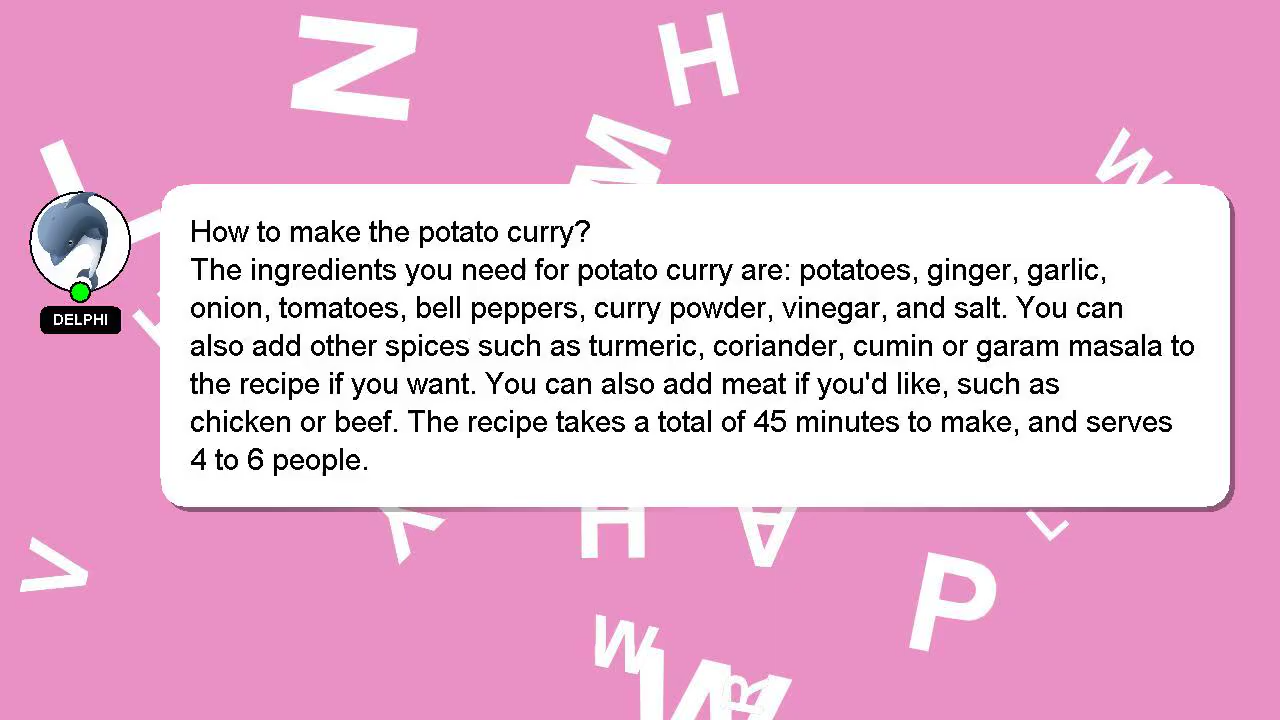 Z
H
M
W
DELPHI
How to make the potato curry?
The ingredients you need for potato curry are: potatoes, ginger, garlic,
onion, tomatoes, bell peppers, curry powder, vinegar, and salt. You can
also add other spices such as turmeric, coriander, cumin or garam masala to
the recipe if you want. You can also add meat if you'd like, such as
chicken or beef. The recipe takes a total of 45 minutes to make, and serves
4 to 6 people.
Y
H
A
L
V
P
W
W
B